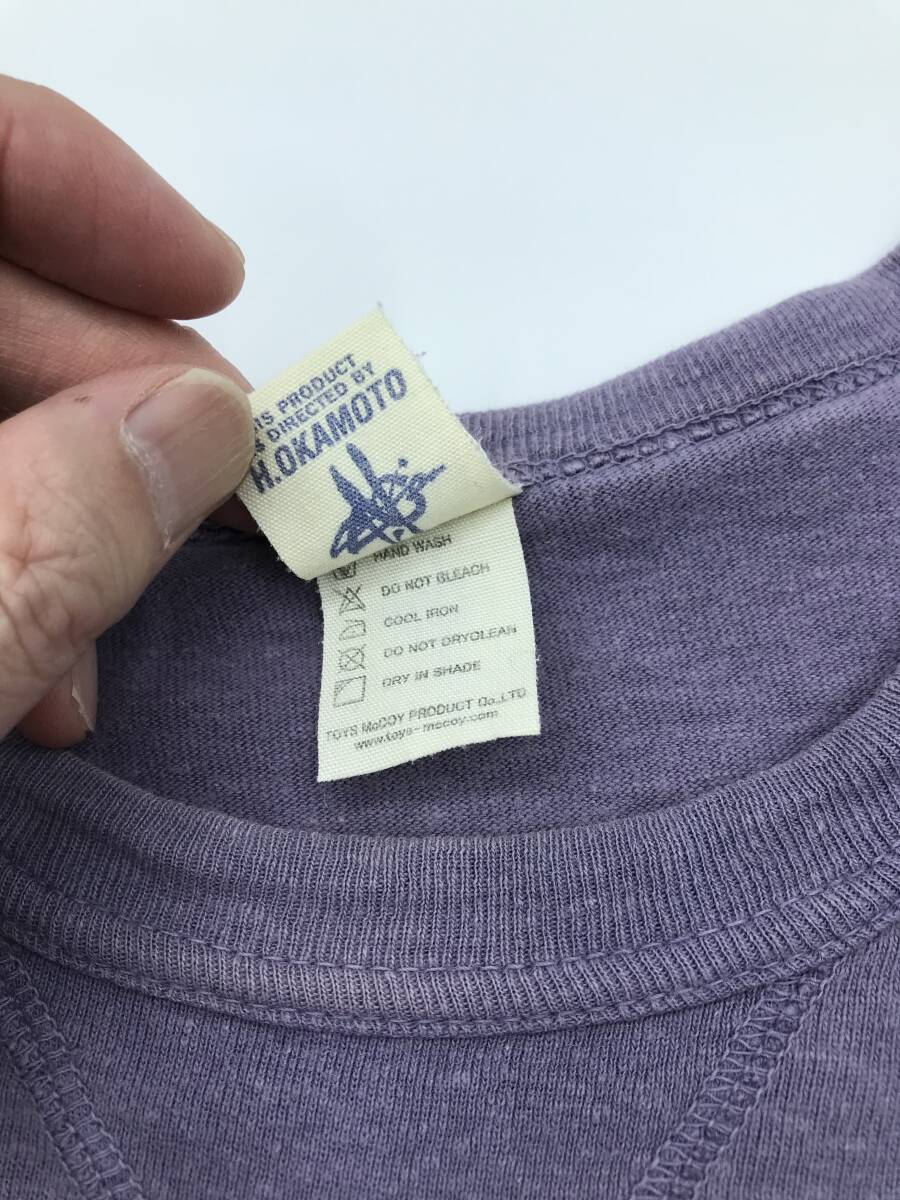 PRODUCT
DIRECTED BY
H.OKAMOTO
HAND WASH
DO NOT BLEACH
COOL IRON
DO NOT DRYCLEAN
DRY IN SHADE
TOYS McCOY PRODUCT Co.,LTD
www.toys-mccoy.com